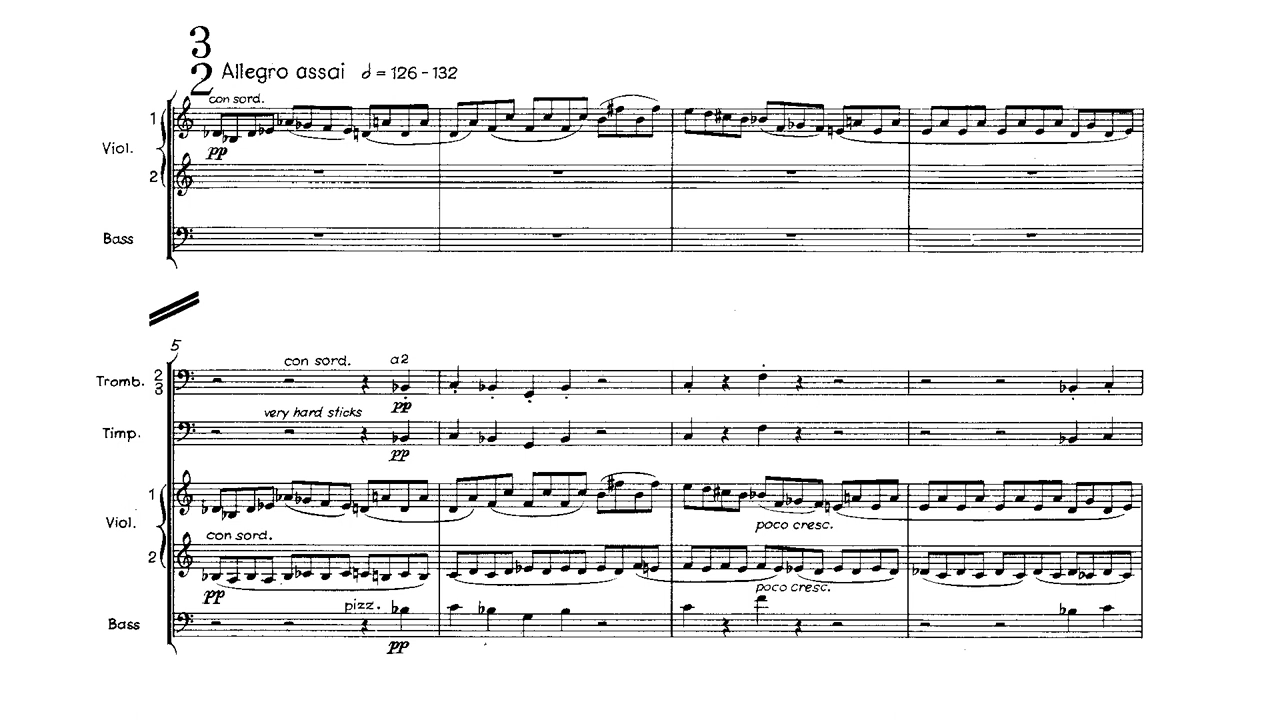 3
2 Allegro assai 𝅗𝅥 = 126 - 132
con sord.
1
Viol.
pp
2
Bass
5
con sord. a2
Tromb. 2
3
pp
very hard sticks
Timp.
pp
1
Viol.
poco cresc.
con sord.
2
pp
poco cresc.
pizz.
Bass
pp